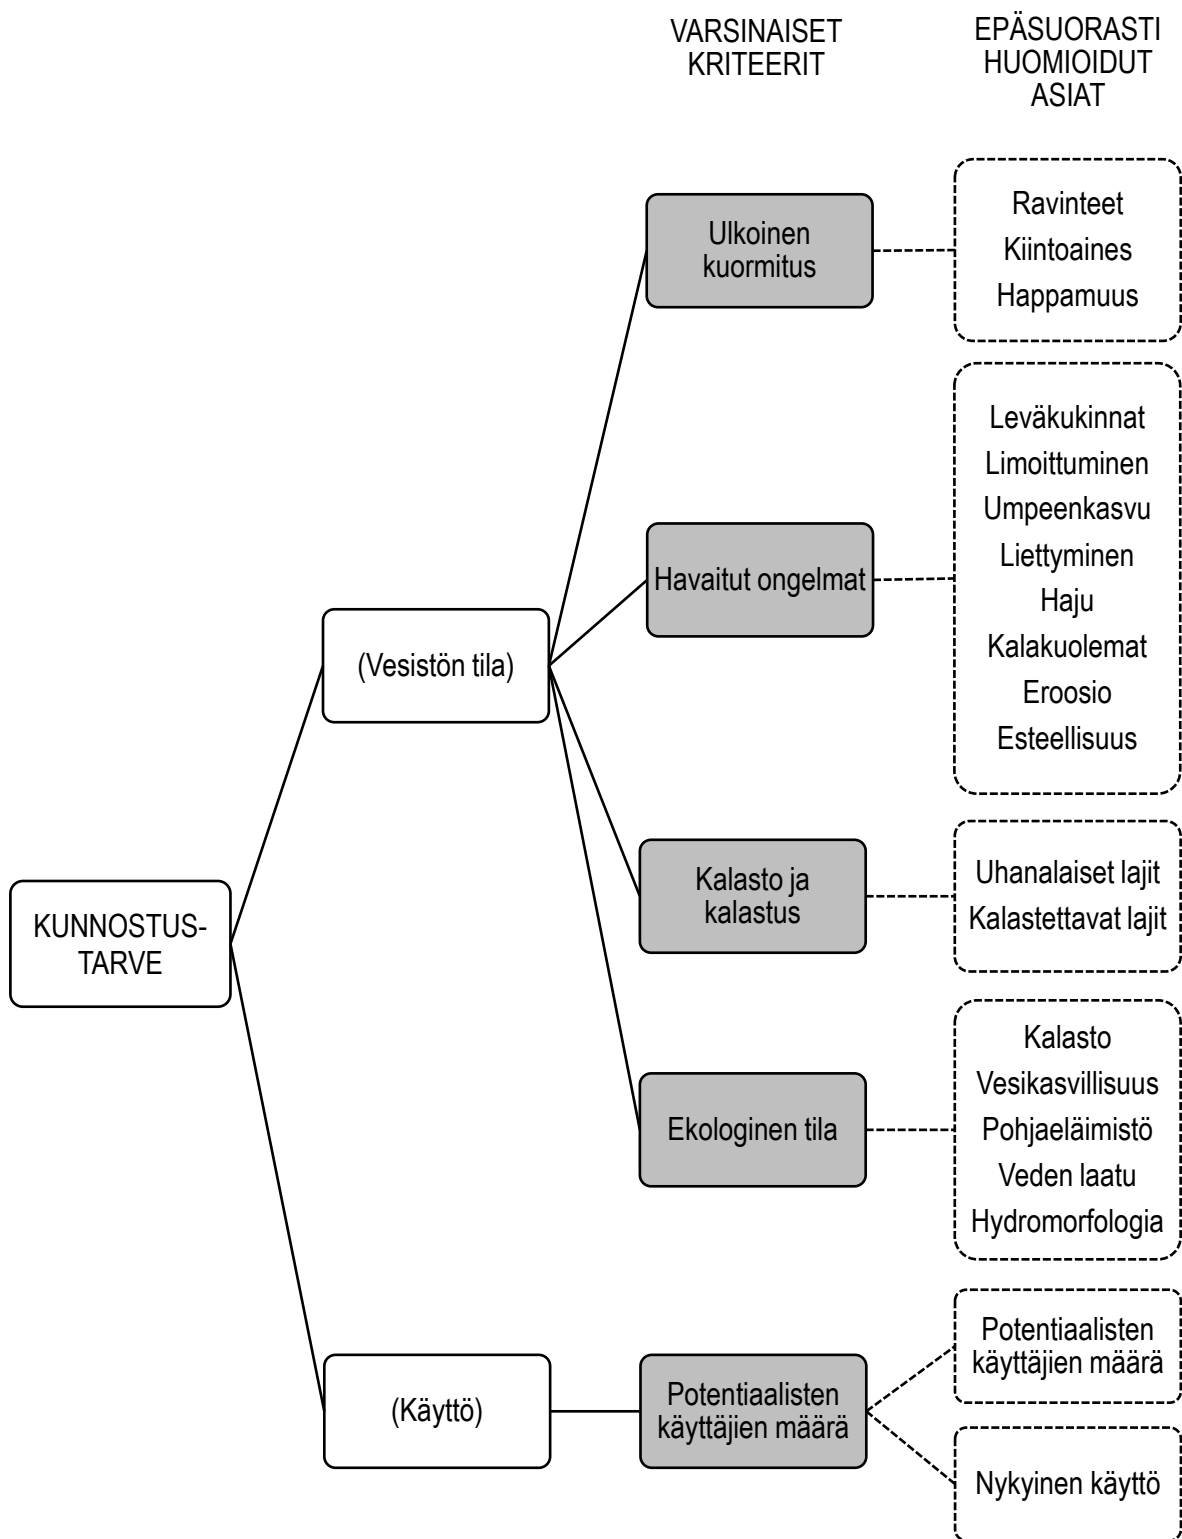 VARSINAISET
KRITEERIT
EPÄSUORASTI
HUOMIOIDUT
ASIAT
Ulkoinen
kuormitus
Ravinteet
Kiintoaines
Happamuus
Havaitut ongelmat
Leväkukinnat
Limoittuminen
Umpeenkasvu
Liettyminen
Haju
Kalakuolemat
Eroosio
Esteellisuus
(Vesistön tila)
Kalasto ja
kalastus
Uhanalaiset lajit
Kalastettavat lajit
KUNNOSTUS-
TARVE
Ekologinen tila
Kalasto
Vesikasvillisuus
Pohjaeläimistö
Veden laatu
Hydromorfologia
(Käyttö)
Potentiaalisten
käyttäjien määrä
Potentiaalisten
käyttäjien määrä
Nykyinen käyttö